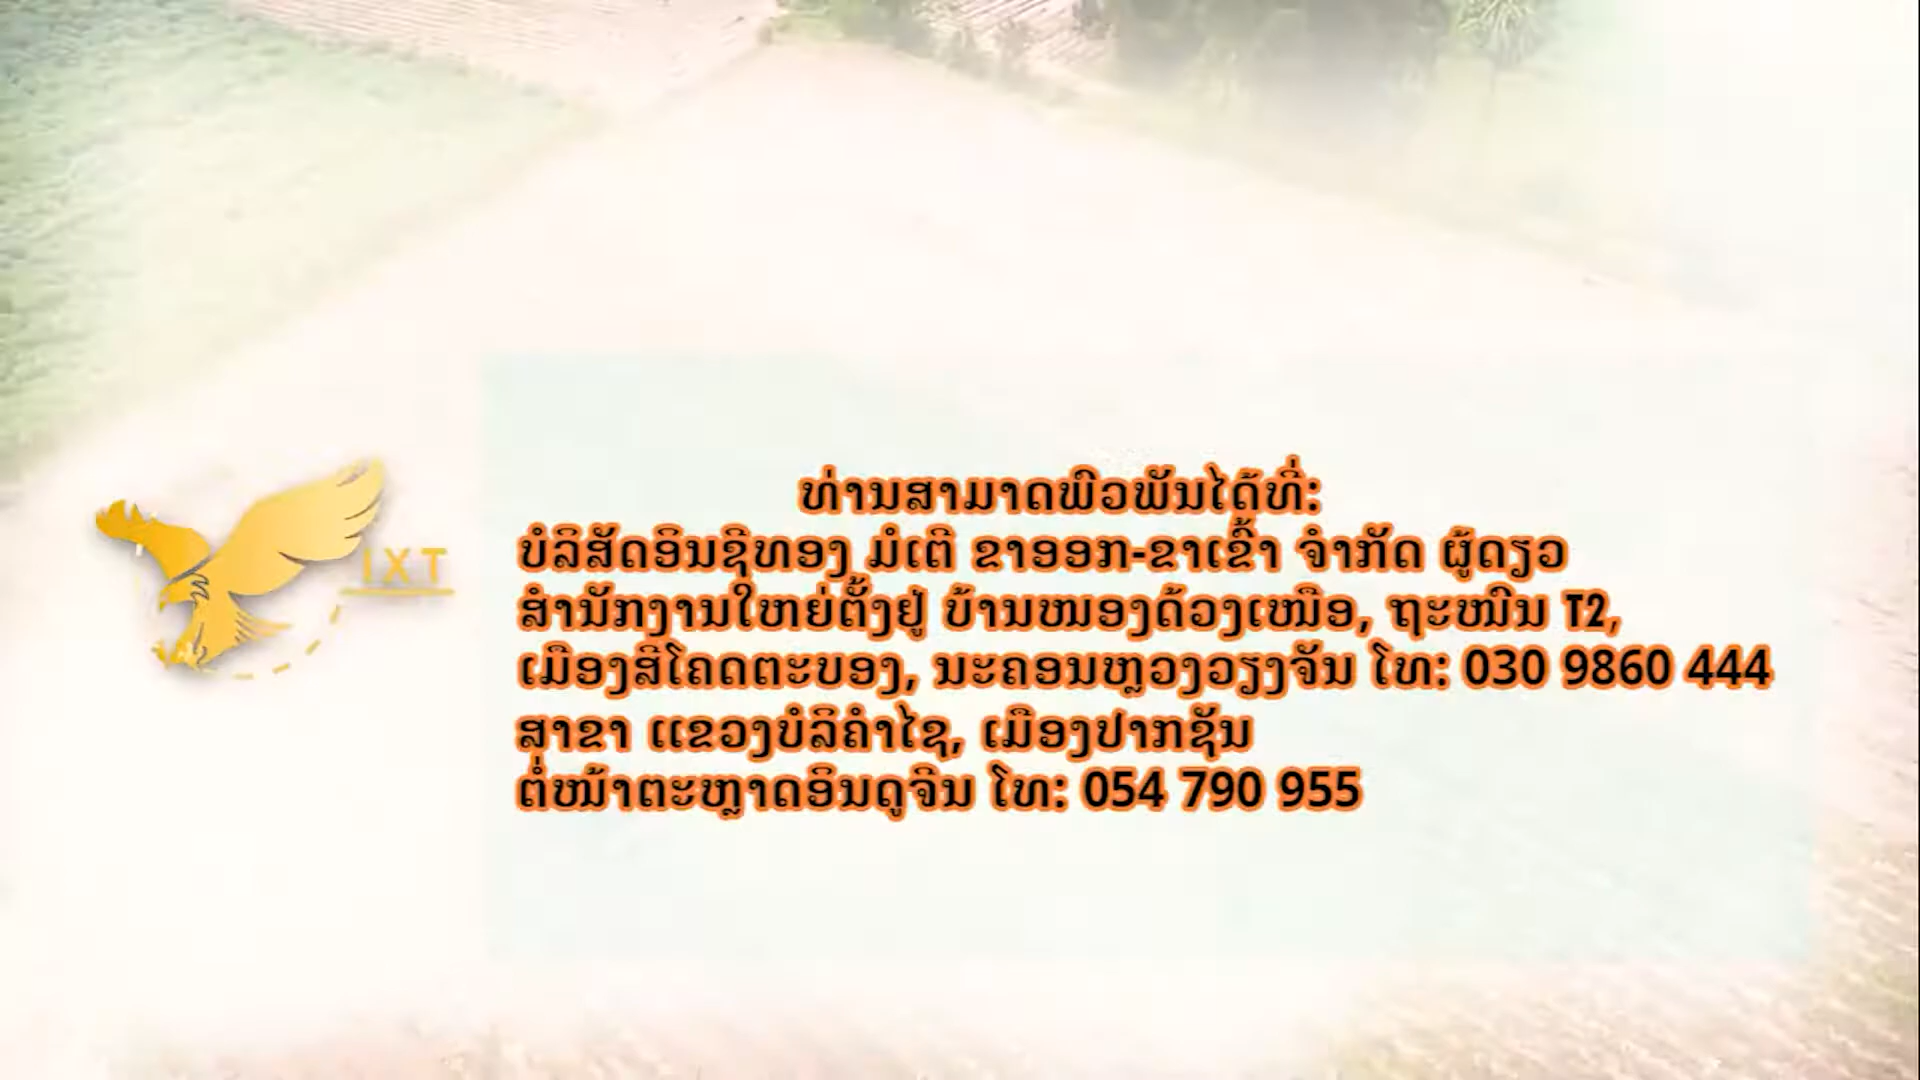 IXT
ທ່ານສາມາດພົວພັນໄດ້ທີ່:
ບໍລິສັດອິນຊີທອງ ມໍເຕີ ຂາອອກ-ຂາເຂົ້າ ຈໍາກັດ ຜູ້ດຽວ
ສໍານັກງານໃຫຍ່ຕັ້ງຢູ່ ບ້ານໜອງດ້ວງເໜືອ, ຖະໜົນ T2,
ເມືອງສີໂຄດຕະບອງ, ນະຄອນຫຼວງວຽງຈັນ ໂທ: 030 9860 444
ສາຂາ ແຂວງບໍລິຄໍາໄຊ, ເມືອງປາກຊັນ
ຕໍ່ໜ້າຕະຫຼາດອິນດູຈີນ ໂທ: 054 790 955